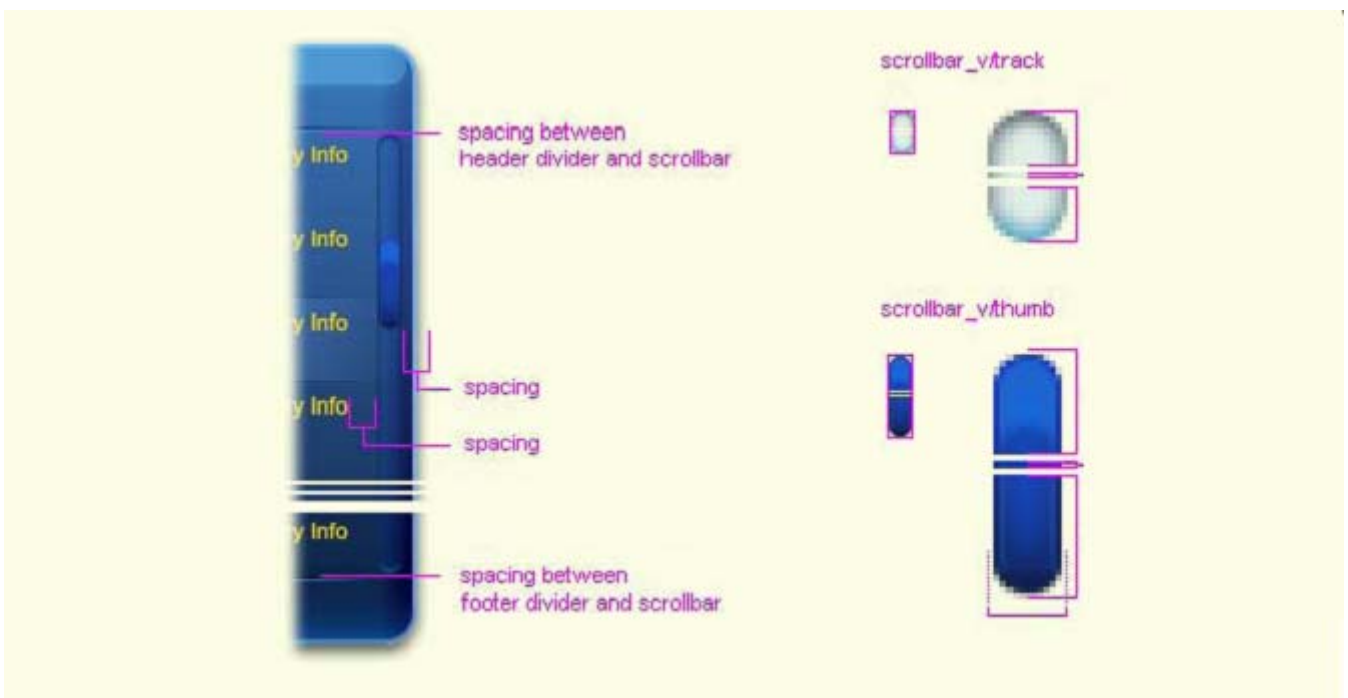 scrollbar_v/track
spacing between
header divider and scrollbar
y Info
y Info
scrollbar_v/thumb
y Info
spacing
y Info
spacing
y Info
spacing between
footer divider and scrollbar